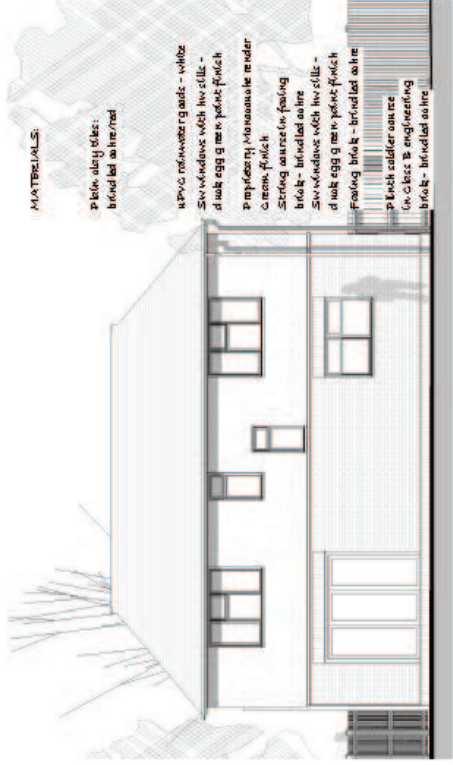 MATERIALS:
Plain clay tiles:
brindled ochre/red
uPVC rainwater goods - white
SW windows with hw sills -
duck egg green paint finish
Proprietary Monocouche render
Cream finish
String course in facing
brick - brindled ochre
SW windows with hw sills -
duck egg green paint finish
Facing brick - brindled ochre
Plinth soldier course
in Class B engineering
brick - brindled ochre